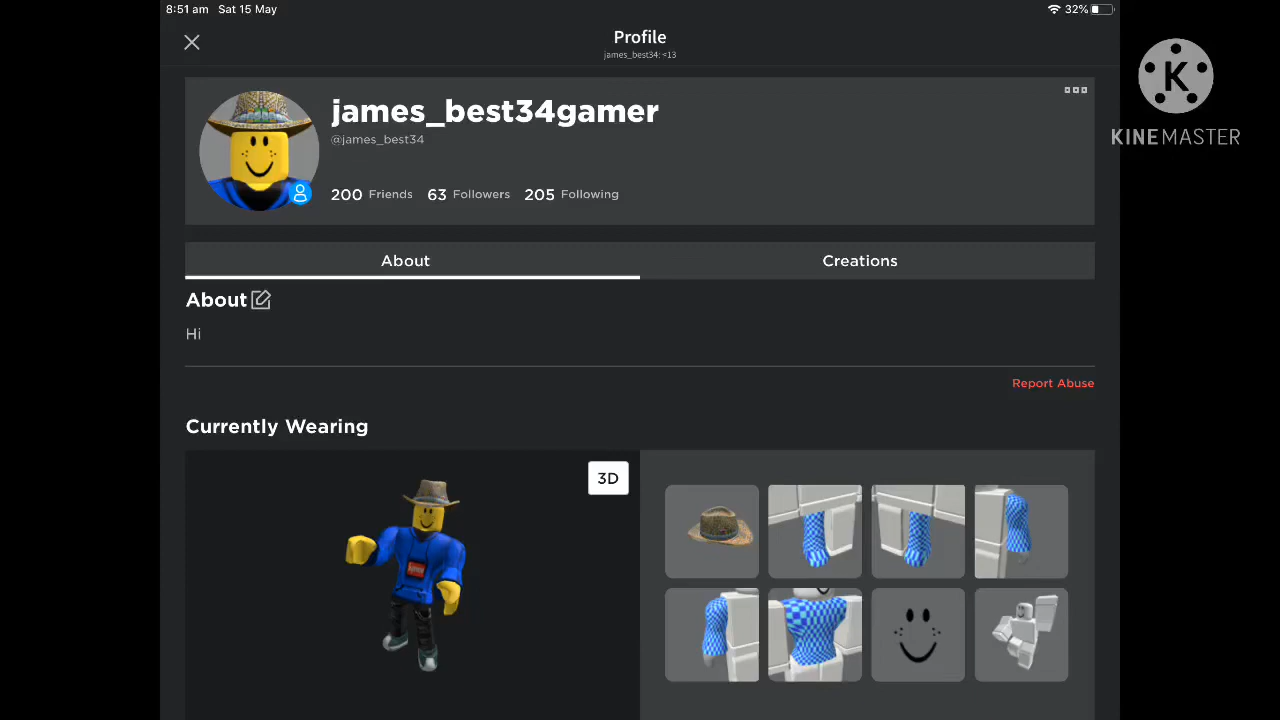 8:51 am Sat 15 May
32%
Profile
james_best34: <13
KINEMASTER
K
james_best34gamer
@james_best34
200 Friends 63 Followers 205 Following
About
Creations
About
Hi
Report Abuse
Currently Wearing
3D